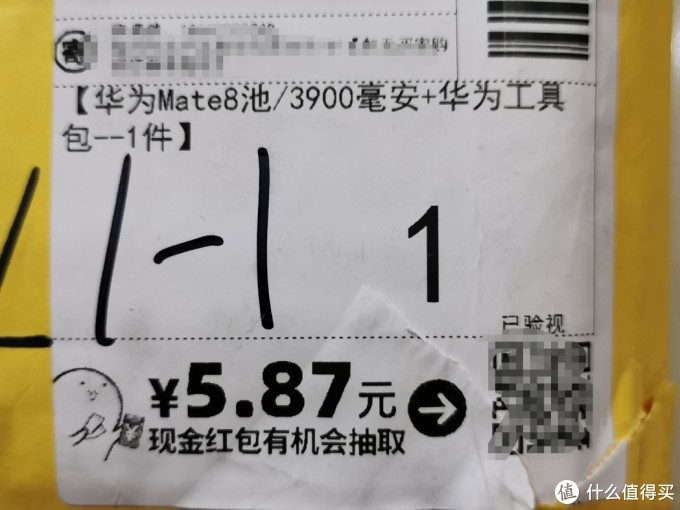 寄
【华为Mate8池/3900毫安+华为工具
包--1件】
1-1
1
已验视
¥5.87元
现金红包有机会抽取
值 什么值得买